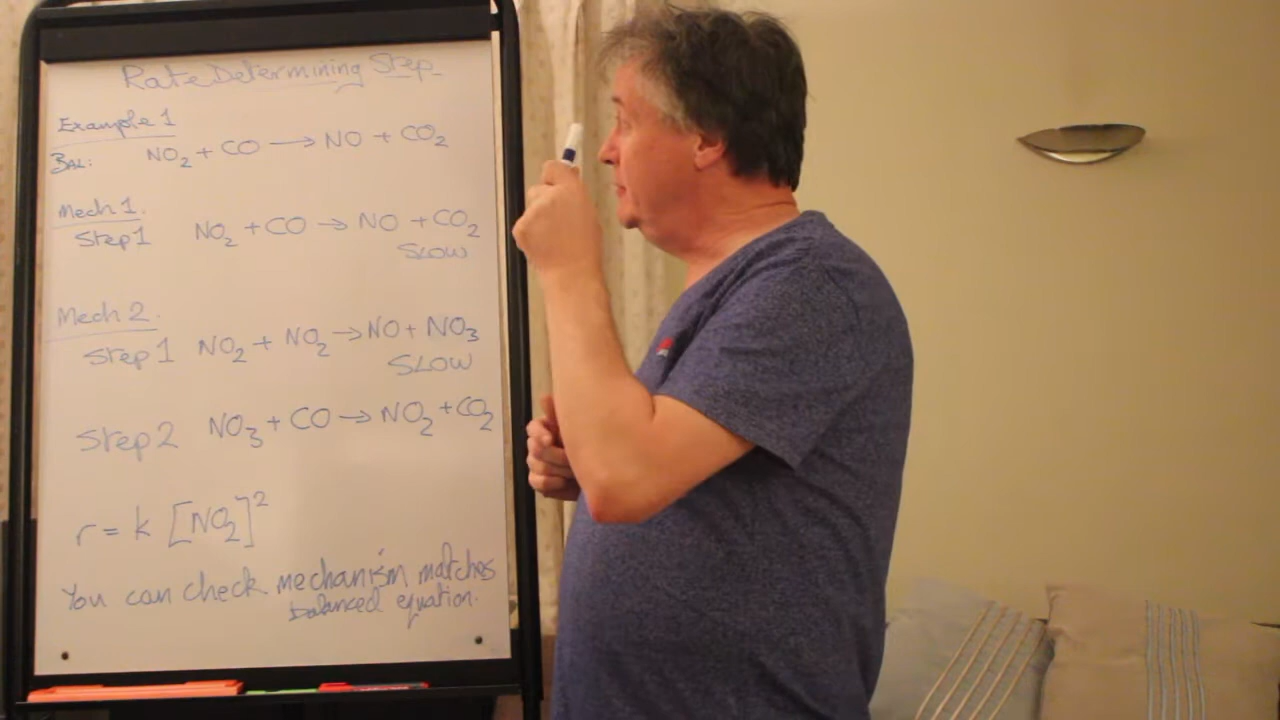 Rate Determining Step
Example 1
BAL: NO₂ + CO → NO + CO₂
Mech 1.
Step 1 NO₂ + CO → NO + CO₂
SLOW
Mech 2.
Step 1 NO₂ + NO₂ → NO + NO₃
SLOW
Step 2 NO₃ + CO → NO₂ + CO₂
r = k [NO₂]²
You can check mechanism matches
balanced equation.